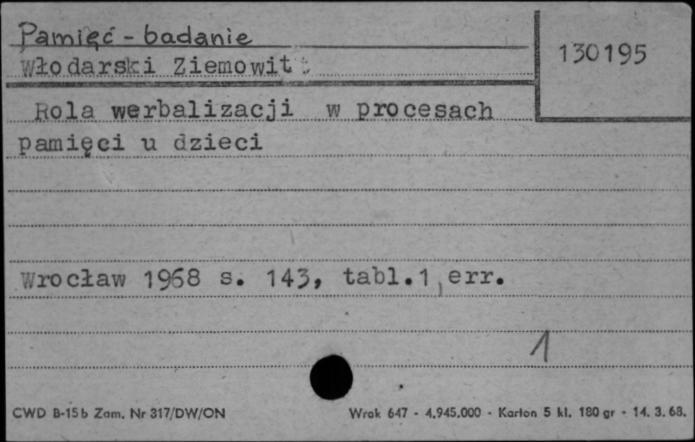 Pamięć - badanie
130195
Włodarski Ziemowit :
Rola werbalizacji w procesach
pamięci u dzieci
Wrocław 1968 s. 143, tabl.1, err.
1
CWD B-15b Zam. Nr 317/DW/ON
Wrak 647 - 4.945.000 - Karton 5 kl. 180 gr - 14. 3. 68.